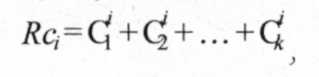 Rc_i = C_1^i + C_2^i + ... + C_k^i ,